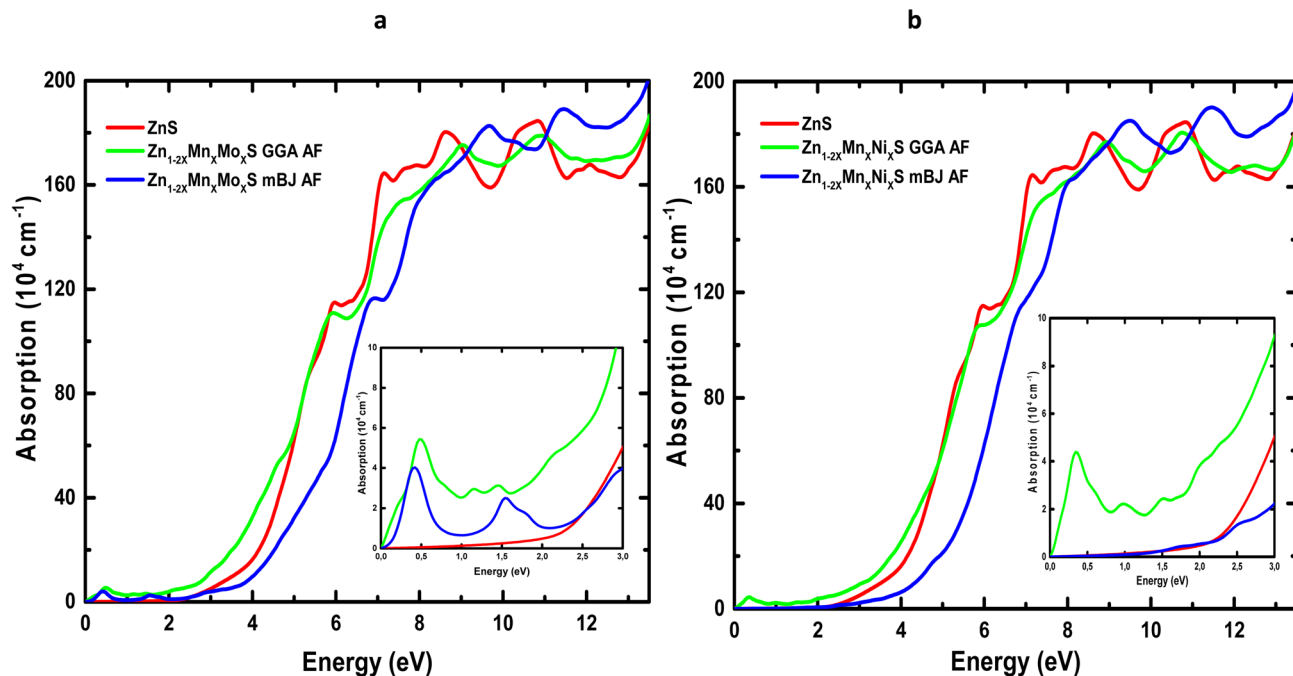 a
200
160
120
80
40
0
Absorption (10⁴ cm⁻¹)
ZnS
Zn₁₋₂ₓMnₓMoₓS GGA AF
Zn₁₋₂ₓMnₓMoₓS mBJ AF
10
8
6
4
2
0
Absorption (10⁴ cm⁻¹)
0,0 0,5 1,0 1,5 2,0 2,5 3,0
Energy (eV)
0 2 4 6 8 10 12
Energy (eV)
b
200
160
120
80
40
0
Absorption (10⁴ cm⁻¹)
ZnS
Zn₁₋₂ₓMnₓNiₓS GGA AF
Zn₁₋₂ₓMnₓNiₓS mBJ AF
10
8
6
4
2
0
Absorption (10⁴ cm⁻¹)
0,0 0,5 1,0 1,5 2,0 2,5 3,0
Energy (eV)
0 2 4 6 8 10 12
Energy (eV)